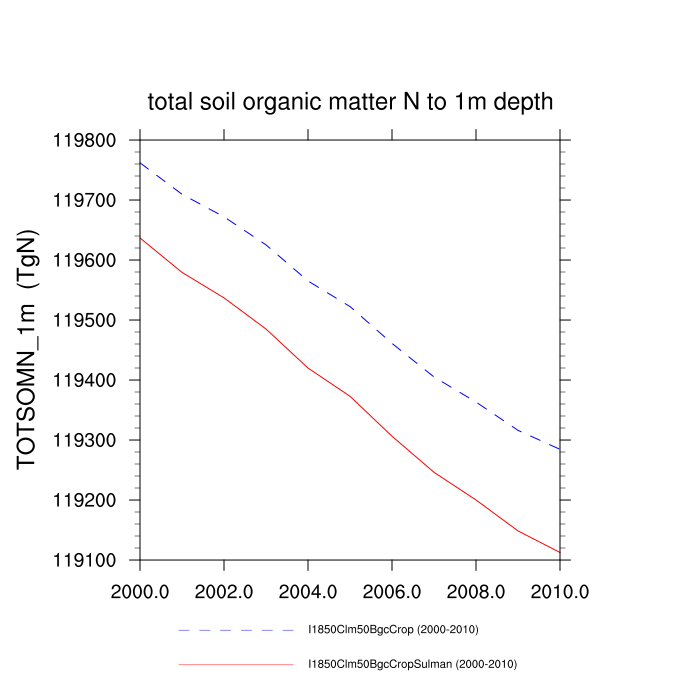 total soil organic matter N to 1m depth
TOTSOMN_1m (TgN)
119800
119700
119600
119500
119400
119300
119200
119100
2000.0 2002.0 2004.0 2006.0 2008.0 2010.0
I1850Clm50BgcCrop (2000-2010)
I1850Clm50BgcCropSulman (2000-2010)